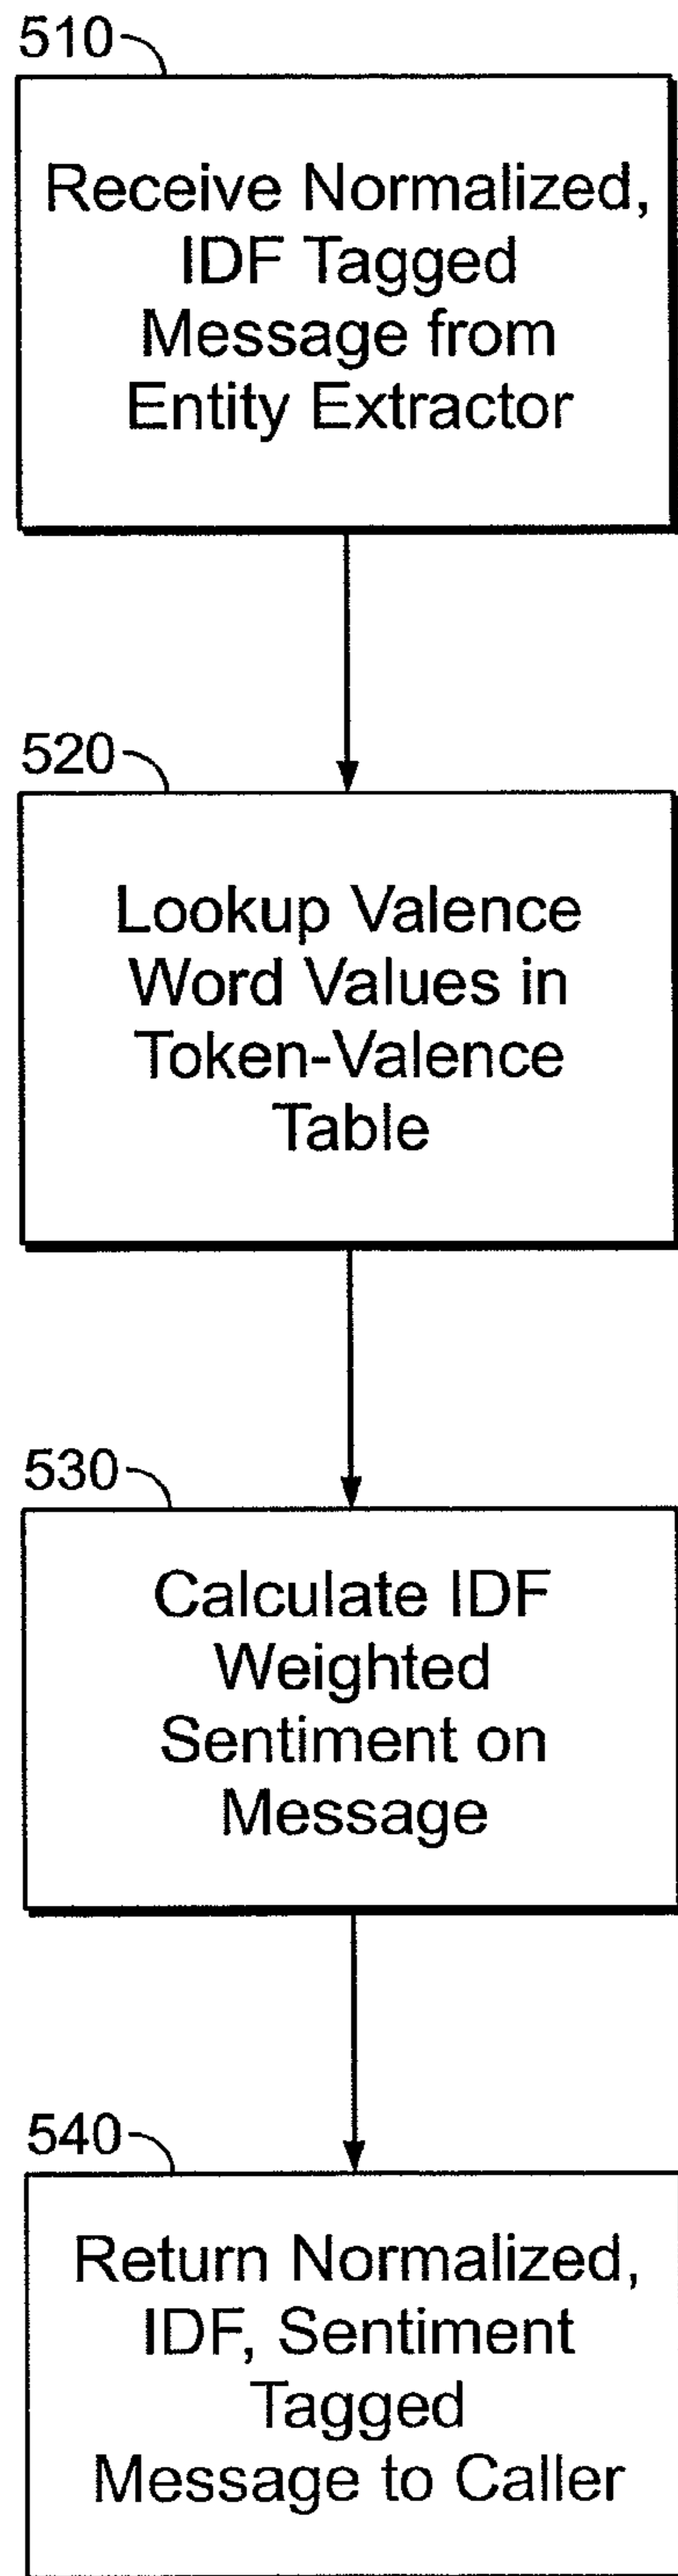 510
Receive Normalized,
IDF Tagged
Message from
Entity Extractor
520
Lookup Valence
Word Values in
Token-Valence
Table
530
Calculate IDF
Weighted
Sentiment on
Message
540
Return Normalized,
IDF, Sentiment
Tagged
Message to Caller